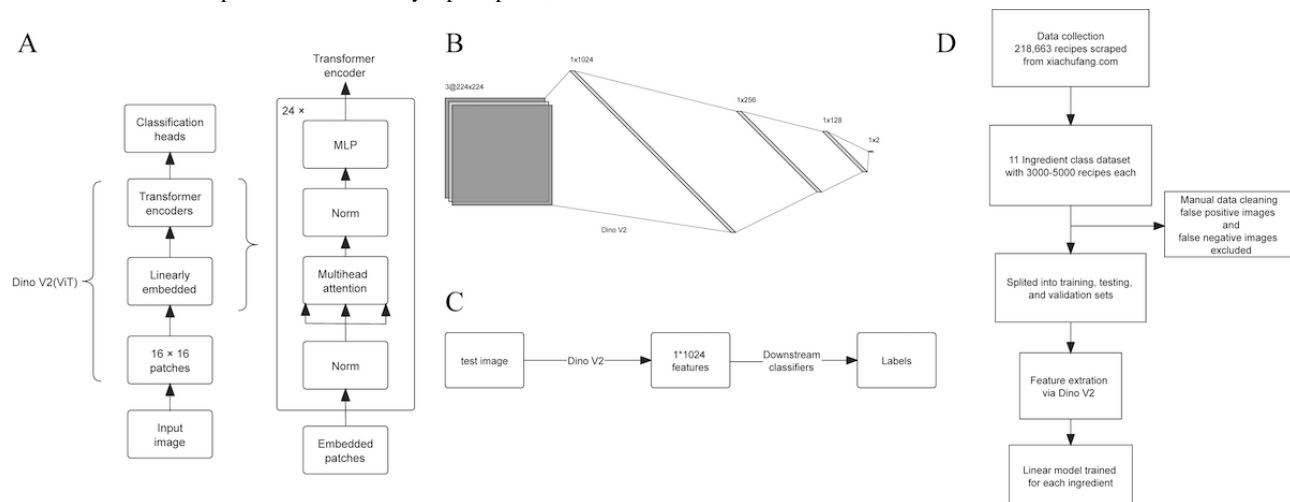 A
Classification
heads
Transformer
encoders
Dino V2(ViT)
Linearly
embedded
16 × 16
patches
Input
image
Transformer
encoder
24 ×
MLP
Norm
Multihead
attention
Norm
Embedded
patches
B
3@224x224
1x1024
1x256
1x128
1x2
Dino V2
C
test image
Dino V2
1*1024
features
Downstream
classifiers
Labels
D
Data collection
218,663 recipes scraped
from xiachufang.com
11 Ingredient class dataset
with 3000-5000 recipes each
Manual data cleaning
false positive images
and
false negative images
excluded
Splited into training, testing,
and validation sets
Feature extration
via Dino V2
Linear model trained
for each ingredient